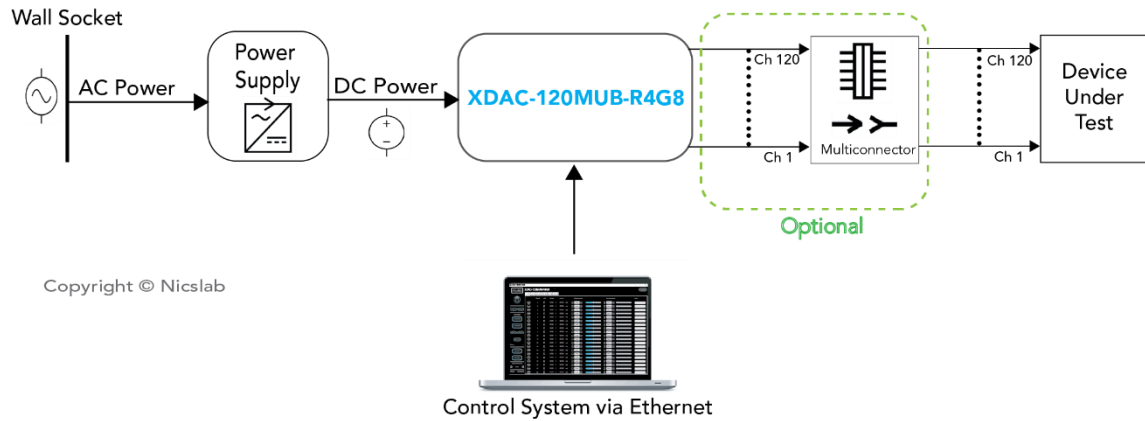 Wall Socket
AC Power
Power
Supply
DC Power
XDAC-120MUB-R4G8
Ch 120
Ch 1
Multiconnector
Optional
Ch 120
Ch 1
Device
Under
Test
Copyright © Nicslab
Control System via Ethernet